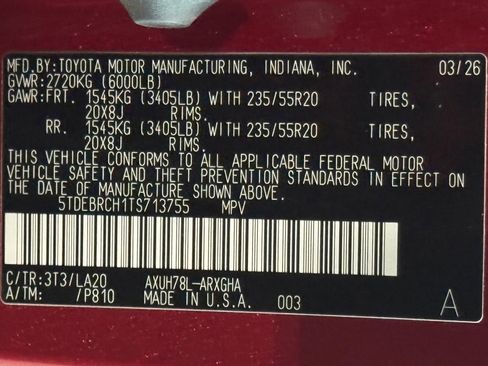 MFD.BY:TOYOTA MOTOR MANUFACTURING, INDIANA, INC. 03/26
GVWR:2720KG (6000LB)
GAWR:FRT. 1545KG (3405LB) WITH 235/55R20 TIRES,
20X8J RIMS.
RR. 1545KG (3405LB) WITH 235/55R20 TIRES,
20X8J RIMS.
THIS VEHICLE CONFORMS TO ALL APPLICABLE FEDERAL MOTOR
VEHICLE SAFETY AND THEFT PREVENTION STANDARDS IN EFFECT ON
THE DATE OF MANUFACTURE SHOWN ABOVE.
5TDEBRCH1TS713755 MPV
C/TR:3T3/LA20 AXUH78L-ARXGHA
A/TM: /P810 MADE IN U.S.A. 003 A